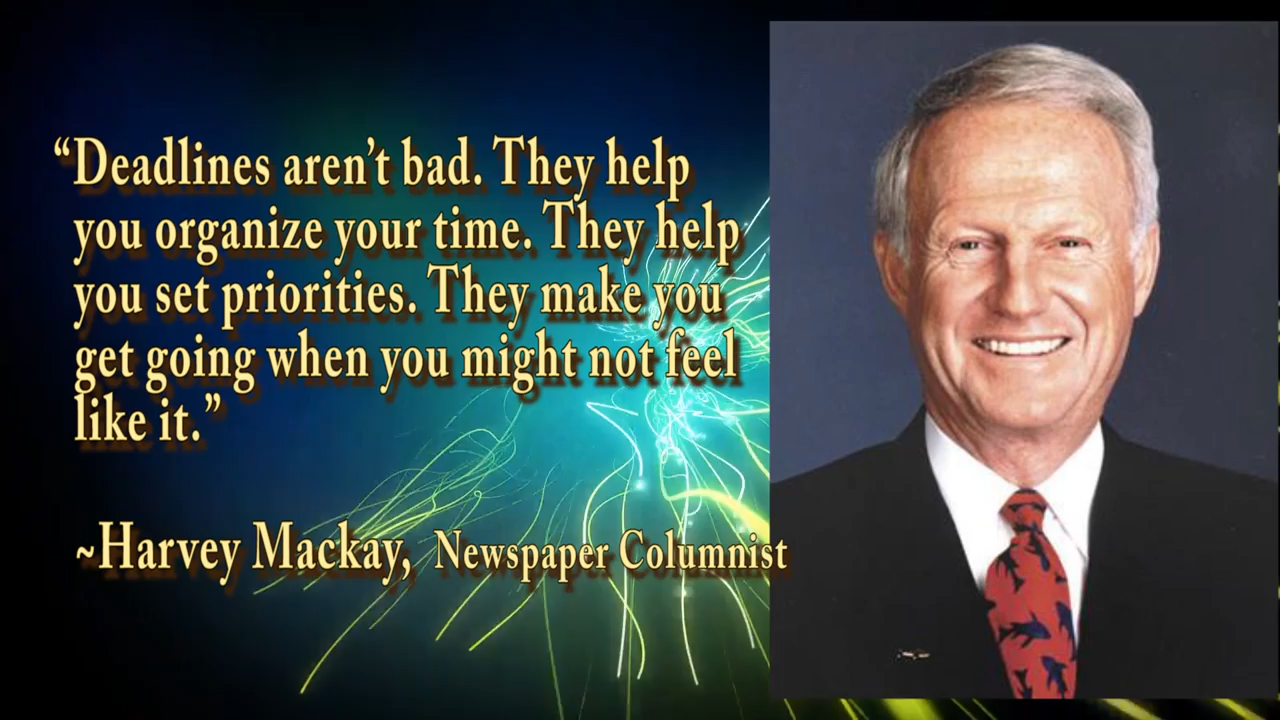 “Deadlines aren’t bad. They help
you organize your time. They help
you set priorities. They make you
get going when you might not feel
like it.”
~Harvey Mackay, Newspaper Columnist